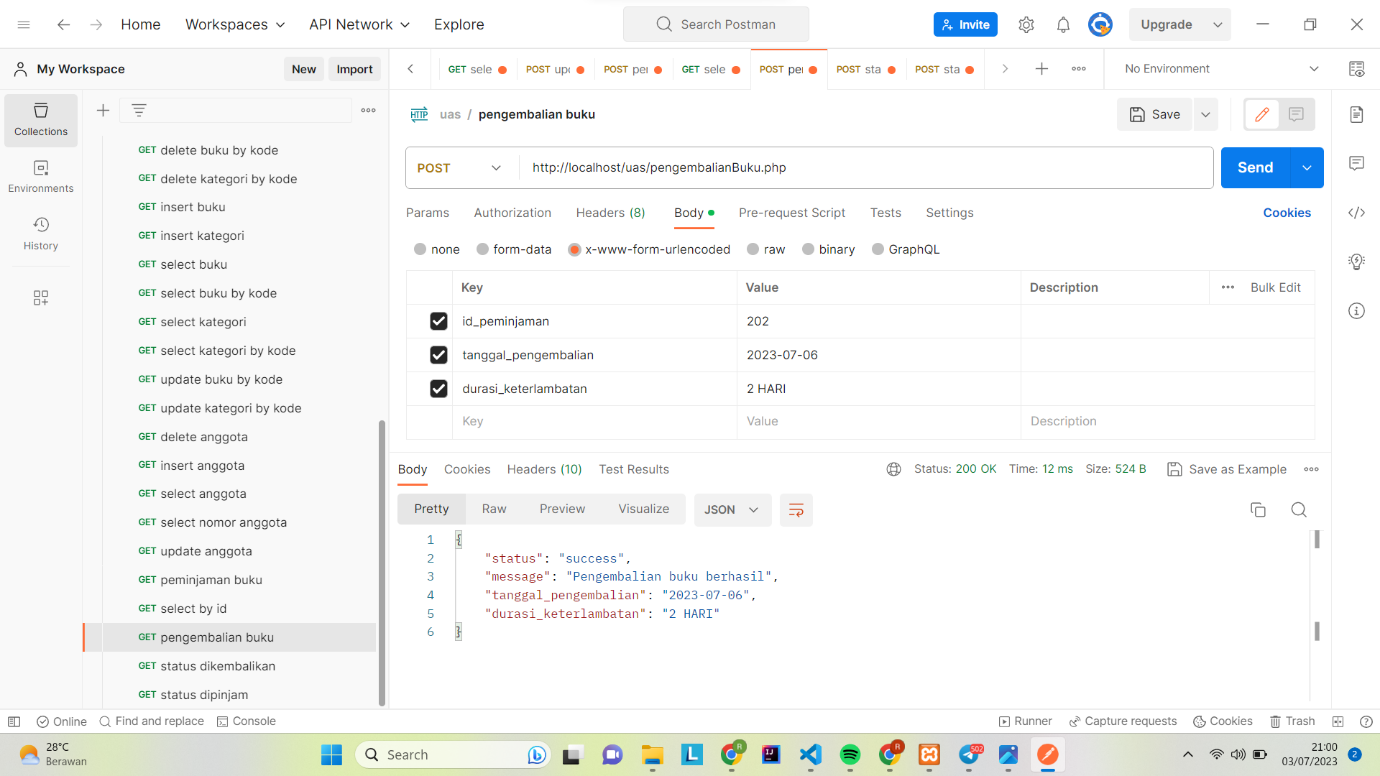 Home Workspaces API Network Explore Search Postman Invite Upgrade
My Workspace New Import GET sele POST upc POST per GET sele POST per POST sta POST sta No Environment
Collections
Environments
History
GET delete buku by kode
GET delete kategori by kode
GET insert buku
GET insert kategori
GET select buku
GET select buku by kode
GET select kategori
GET select kategori by kode
GET update buku by kode
GET update kategori by kode
GET delete anggota
GET insert anggota
GET select anggota
GET select nomor anggota
GET update anggota
GET peminjaman buku
GET select by id
GET pengembalian buku
GET status dikembalikan
GET status dipinjam
HTTP uas / pengembalian buku Save
POST http://localhost/uas/pengembalianBuku.php Send
Params Authorization Headers (8) Body Pre-request Script Tests Settings Cookies
none form-data x-www-form-urlencoded raw binary GraphQL
Key Value Description Bulk Edit
id_peminjaman 202
tanggal_pengembalian 2023-07-06
durasi_keterlambatan 2 HARI
Key Value Description
Body Cookies Headers (10) Test Results Status: 200 OK Time: 12 ms Size: 524 B Save as Example
Pretty Raw Preview Visualize JSON
1 {
2 "status": "success",
3 "message": "Pengembalian buku berhasil",
4 "tanggal_pengembalian": "2023-07-06",
5 "durasi_keterlambatan": "2 HARI"
6 }
Online Find and replace Console Runner Capture requests Cookies Trash
28°C
Berawan
Search
502
21:00
03/07/2023
2